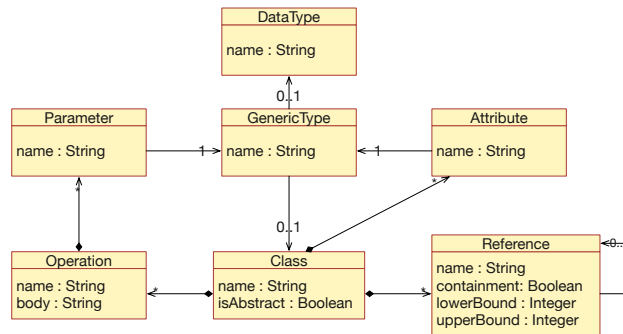 DataType
name : String
0..1
Parameter
name : String
1
GenericType
name : String
1
Attribute
name : String
*
0..1
*
Operation
name : String
body : String
*
Class
name : String
isAbstract : Boolean
*
Reference
name : String
containment: Boolean
lowerBound : Integer
upperBound : Integer
0..